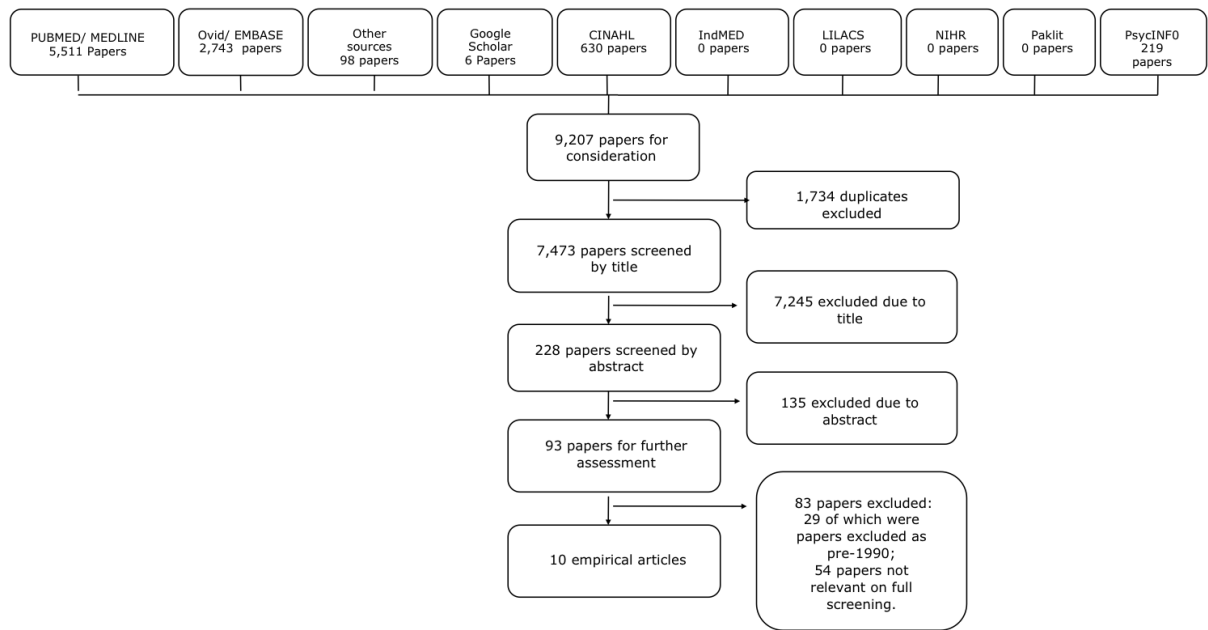 PUBMED/ MEDLINE
5,511 Papers
Ovid/ EMBASE
2,743 papers
Other
sources
98 papers
Google
Scholar
6 Papers
CINAHL
630 papers
IndMED
0 papers
LILACS
0 papers
NIHR
0 papers
Paklit
0 papers
PsycINF0
219
papers
9,207 papers for
consideration
1,734 duplicates
excluded
7,473 papers screened
by title
7,245 excluded due to
title
228 papers screened by
abstract
135 excluded due to
abstract
93 papers for further
assessment
83 papers excluded:
29 of which were
papers excluded as
pre-1990;
54 papers not
relevant on full
screening.
10 empirical articles